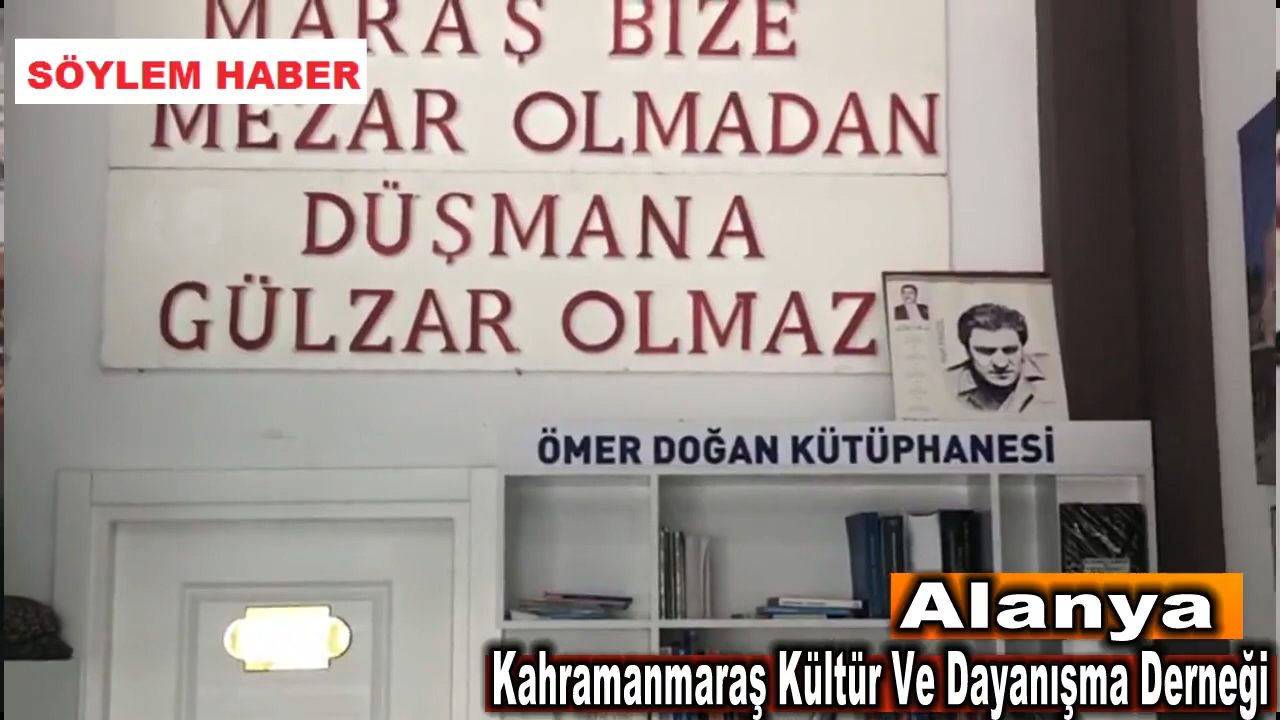 MARAŞ BİZE
SÖYLEM HABER
MEZAR OLMADAN
DÜŞMANA
GÜLZAR OLMAZ
ÖMER DOĞAN KÜTÜPHANESİ
Alanya
Kahramanmaraş Kültür Ve Dayanışma Derneği